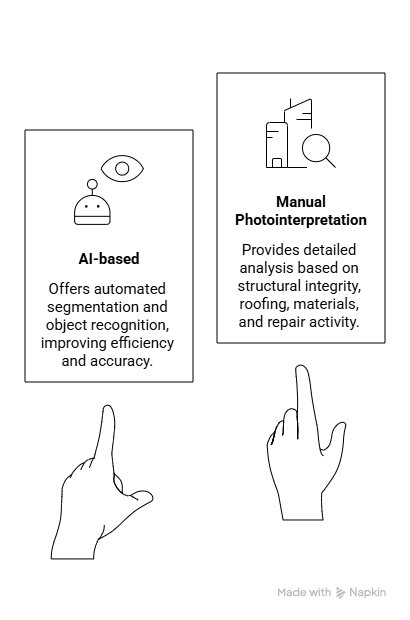 AI-based
Offers automated
segmentation and
object recognition,
improving efficiency
and accuracy.
Manual
Photointerpretation
Provides detailed
analysis based on
structural integrity,
roofing, materials,
and repair activity.
Made with Napkin